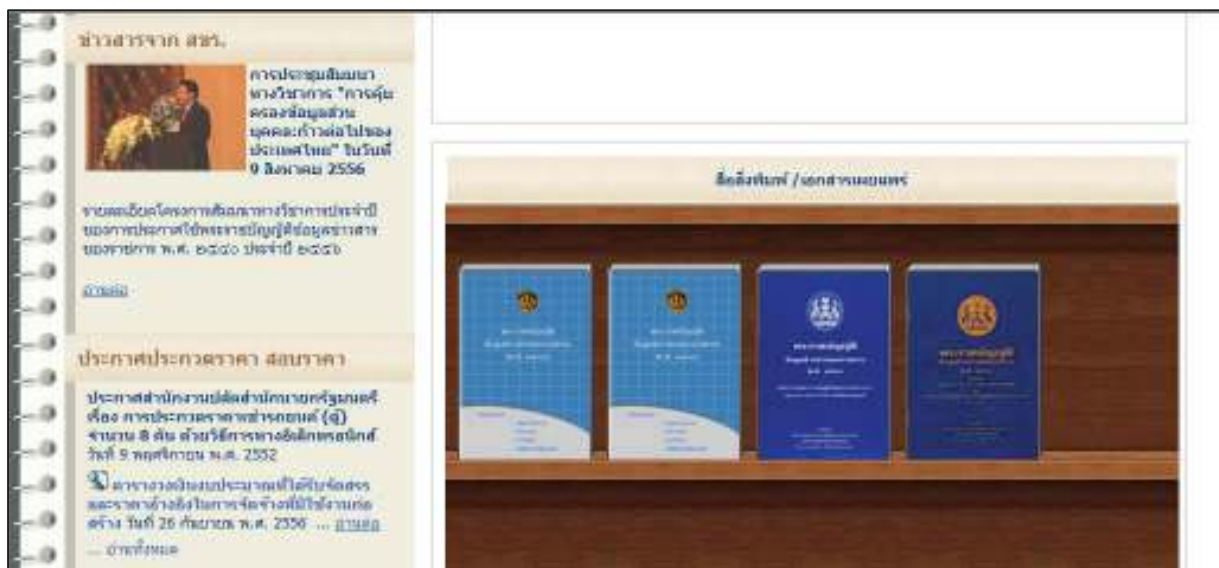 ข่าวสารจาก สขร.
การประชุมสัมมนา
ทางวิชาการ "การคุ้ม
ครองข้อมูลส่วน
บุคคล:ก้าวต่อไปของ
ประเทศไทย" ในวันที่
9 สิงหาคม 2556
รายละเอียดโครงการสัมมนาทางวิชาการประจำปี
ของการประกาศใช้พระราชบัญญัติข้อมูลข่าวสาร
ของราชการ พ.ศ. ๒๕๔๐ ประจำปี ๒๕๕๖
อ่านต่อ
ประกาศประกวดราคา สอบราคา
ประกาศสำนักงานปลัดสำนักนายกรัฐมนตรี
เรื่อง การประกวดราคาเช่ารถยนต์ (ตู้)
จำนวน 8 คัน ด้วยวิธีการทางอิเล็กทรอนิกส์
วันที่ 9 พฤศจิกายน พ.ศ. 2552
ตารางวงเงินงบประมาณที่ได้รับจัดสรร
และราคาอ้างอิงในการจัดจ้างที่มิใช่งานก่อ
สร้าง วันที่ 26 กันยายน พ.ศ. 2556 ... อ่านต่อ
... อ่านทั้งหมด
สื่อสิ่งพิมพ์ /เอกสารเผยแพร่